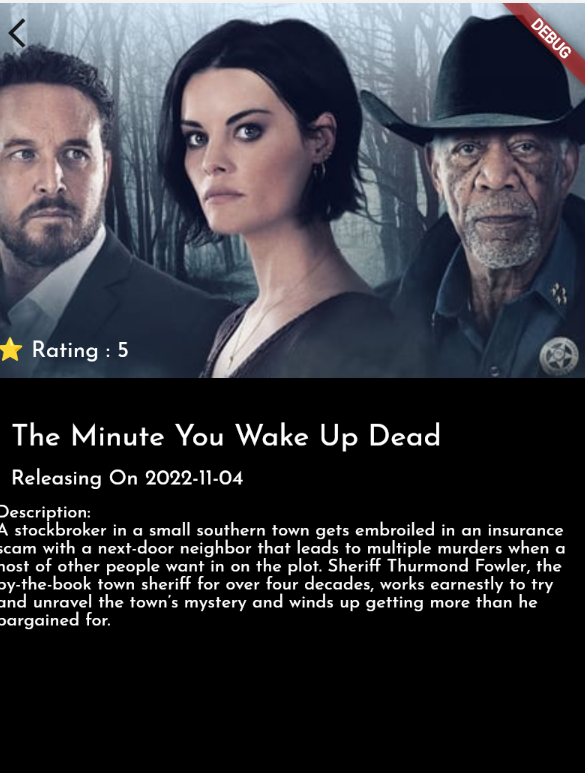 DEBUG
⭐ Rating : 5
The Minute You Wake Up Dead
Releasing On 2022-11-04
Description:
A stockbroker in a small southern town gets embroiled in an insurance
scam with a next-door neighbor that leads to multiple murders when a
host of other people want in on the plot. Sheriff Thurmond Fowler, the
by-the-book town sheriff for over four decades, works earnestly to try
and unravel the town's mystery and winds up getting more than he
bargained for.